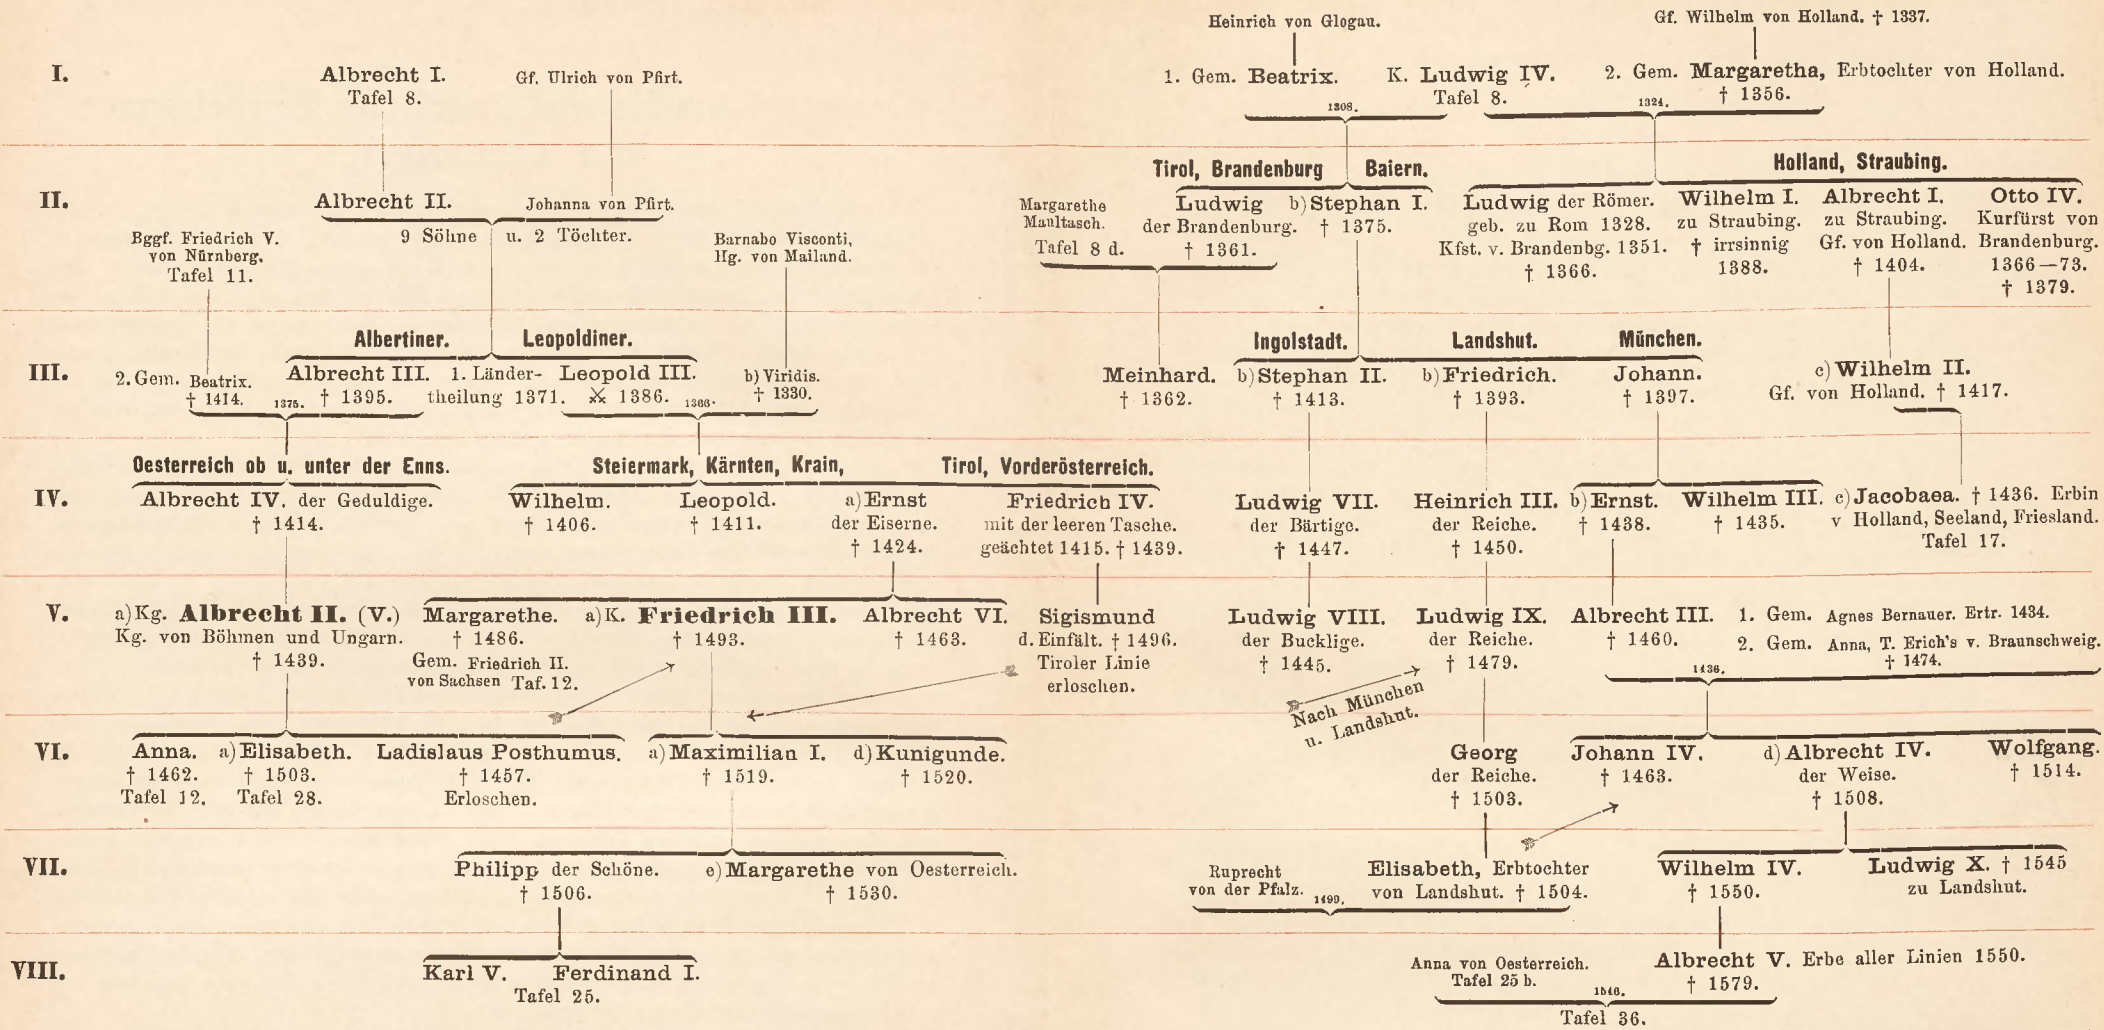 Heinrich von Glogau.
Gf. Wilhelm von Holland. † 1337.
I.
Albrecht I.
Tafel 8.
Gf. Ulrich von Pfirt.
1. Gem. Beatrix.
K. Ludwig IV.
Tafel 8.
2. Gem. Margaretha, Erbtochter von Holland.
† 1356.
1308.
1324.
Tirol, Brandenburg
Baiern.
Holland, Straubing.
II.
Albrecht II.
Johanna von Pfirt.
9 Söhne u. 2 Töchter.
Bggf. Friedrich V.
von Nürnberg.
Tafel 11.
Barnabo Visconti,
Hg. von Mailand.
Margarethe
Maultasch.
Tafel 8 d.
Ludwig
der Brandenburg.
† 1361.
b) Stephan I.
† 1375.
Ludwig der Römer.
geb. zu Rom 1328.
Kfst. v. Brandenbg. 1351.
† 1366.
Wilhelm I.
zu Straubing.
† irrsinnig
1388.
Albrecht I.
zu Straubing.
Gf. von Holland.
† 1404.
Otto IV.
Kurfürst von
Brandenburg.
1366—73.
† 1379.
Albertiner.
Leopoldiner.
Ingolstadt.
Landshut.
München.
III.
2. Gem. Beatrix.
† 1414.
1375.
Albrecht III.
† 1395.
1. Länder-
theilung 1371.
Leopold III.
⚔ 1386.
1366.
b) Viridis.
† 1330.
Meinhard.
† 1362.
b) Stephan II.
† 1413.
b) Friedrich.
† 1393.
Johann.
† 1397.
c) Wilhelm II.
Gf. von Holland. † 1417.
Oesterreich ob u. unter der Enns.
Steiermark, Kärnten, Krain,
Tirol, Vorderösterreich.
IV.
Albrecht IV. der Geduldige.
† 1414.
Wilhelm.
† 1406.
Leopold.
† 1411.
a) Ernst
der Eiserne.
† 1424.
Friedrich IV.
mit der leeren Tasche.
geächtet 1415. † 1439.
Ludwig VII.
der Bärtige.
† 1447.
Heinrich III.
der Reiche.
† 1450.
b) Ernst.
† 1438.
Wilhelm III.
† 1435.
c) Jacobaea. † 1436. Erbin
v Holland, Seeland, Friesland.
Tafel 17.
V.
a) Kg. Albrecht II. (V.)
Kg. von Böhmen und Ungarn.
† 1439.
Margarethe.
† 1486.
Gem. Friedrich II.
von Sachsen Taf. 12.
a) K. Friedrich III.
† 1493.
Albrecht VI.
† 1463.
Sigismund
d. Einfält. † 1496.
Tiroler Linie
erloschen.
Ludwig VIII.
der Bucklige.
† 1445.
Ludwig IX.
der Reiche.
† 1479.
Albrecht III.
† 1460.
1. Gem. Agnes Bernauer. Ertr. 1434.
2. Gem. Anna, T. Erich's v. Braunschweig.
† 1474.
1436.
Nach München
u. Landshut.
VI.
Anna.
† 1462.
Tafel 12.
a) Elisabeth.
† 1503.
Tafel 28.
Ladislaus Posthumus.
† 1457.
Erloschen.
a) Maximilian I.
† 1519.
d) Kunigunde.
† 1520.
Georg
der Reiche.
† 1503.
Johann IV.
† 1463.
d) Albrecht IV.
der Weise.
† 1508.
Wolfgang.
† 1514.
VII.
Philipp der Schöne.
† 1506.
e) Margarethe von Oesterreich.
† 1530.
Ruprecht
von der Pfalz.
1499.
Elisabeth, Erbtochter
von Landshut. † 1504.
Wilhelm IV.
† 1550.
Ludwig X. † 1545
zu Landshut.
VIII.
Karl V.
Ferdinand I.
Tafel 25.
Anna von Oesterreich.
Tafel 25 b.
1546.
Albrecht V. Erbe aller Linien 1550.
† 1579.
Tafel 36.